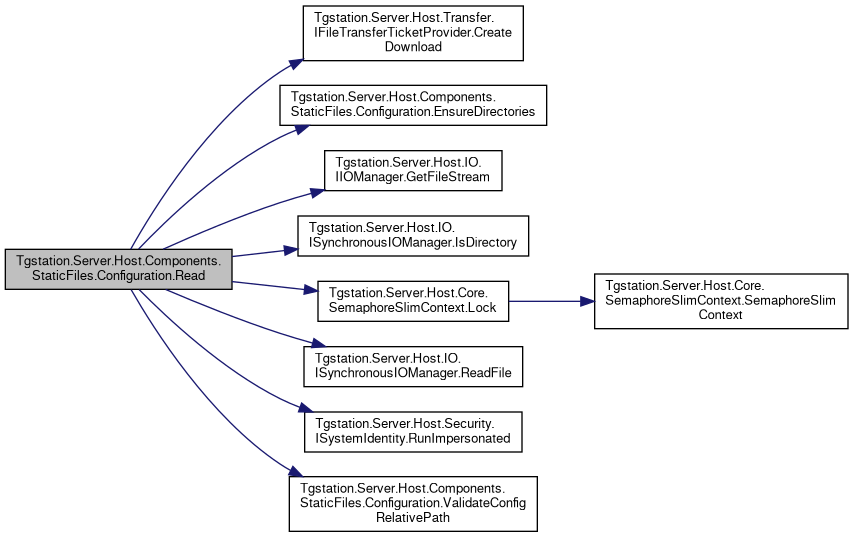 Tgstation.Server.Host.Transfer.
IFileTransferTicketProvider.Create
Download
Tgstation.Server.Host.Components.
StaticFiles.Configuration.EnsureDirectories
Tgstation.Server.Host.IO.
IIOManager.GetFileStream
Tgstation.Server.Host.IO.
ISynchronousIOManager.IsDirectory
Tgstation.Server.Host.Components.
StaticFiles.Configuration.Read
Tgstation.Server.Host.Core.
SemaphoreSlimContext.Lock
Tgstation.Server.Host.Core.
SemaphoreSlimContext.SemaphoreSlim
Context
Tgstation.Server.Host.IO.
ISynchronousIOManager.ReadFile
Tgstation.Server.Host.Security.
ISystemIdentity.RunImpersonated
Tgstation.Server.Host.Components.
StaticFiles.Configuration.ValidateConfig
RelativePath